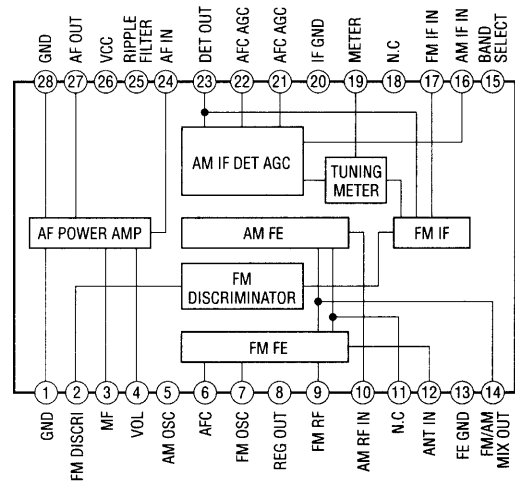 GND
AF OUT
VCC
RIPPLE
FILTER
AF IN
DET OUT
AFC AGC
AFC AGC
IF GND
METER
N.C
FM IF IN
AM IF IN
BAND
SELECT
28 27 26 25 24 23 22 21 20 19 18 17 16 15
AM IF DET AGC
TUNING
METER
AF POWER AMP
AM FE
FM IF
FM
DISCRIMINATOR
FM FE
1 2 3 4 5 6 7 8 9 10 11 12 13 14
GND
FM DISCRI
MF
VOL
AM OSC
AFC
FM OSC
REG OUT
FM RF
AM RF IN
N.C
ANT IN
FE GND
FM/AM
MIX OUT